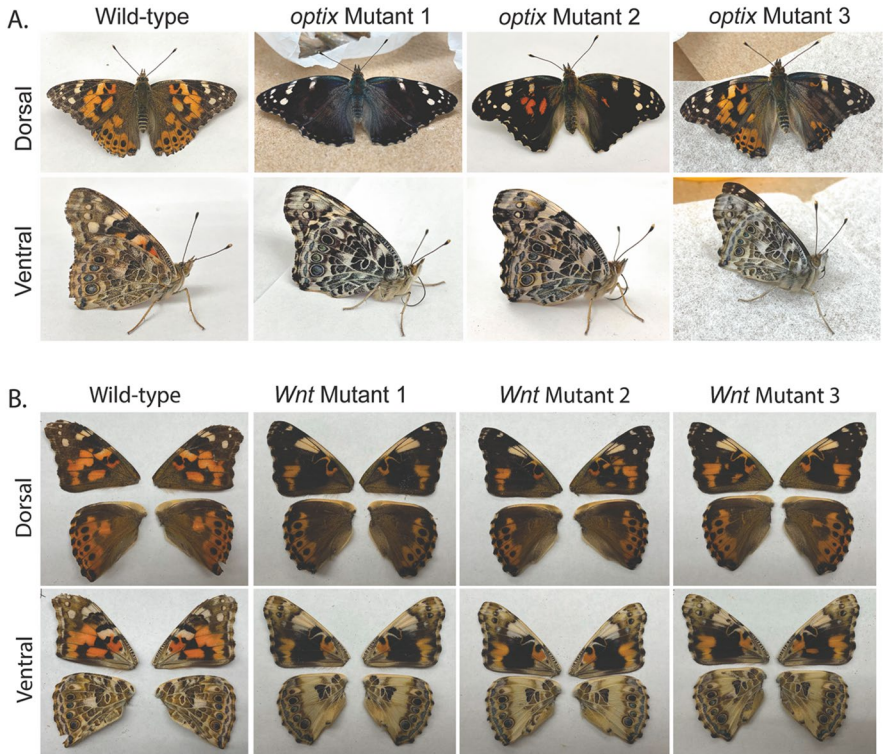 A.
Wild-type
optix Mutant 1
optix Mutant 2
optix Mutant 3
Dorsal
Ventral
B.
Wild-type
Wnt Mutant 1
Wnt Mutant 2
Wnt Mutant 3
Dorsal
Ventral